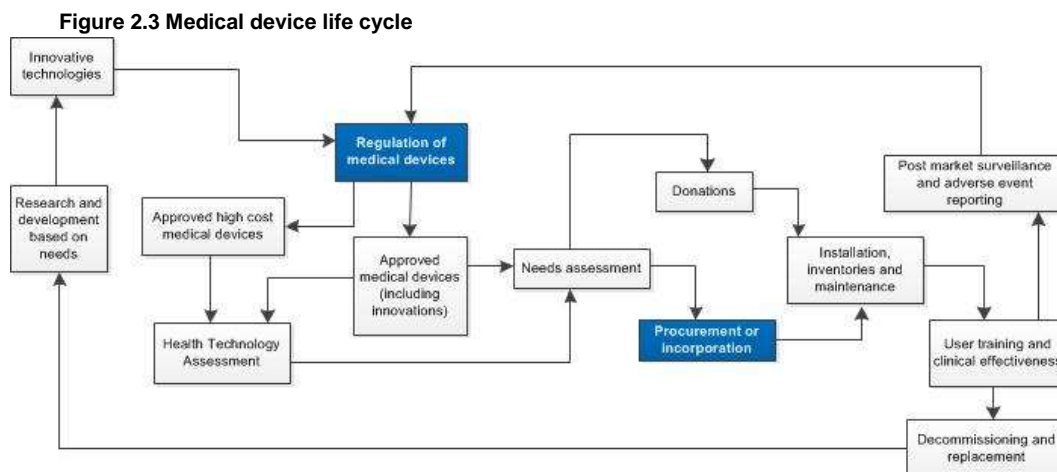 Figure 2.3 Medical device life cycle
Innovative
technologies
Regulation of
medical devices
Post market surveillance
and adverse event
reporting
Donations
Research and
development
based on
needs
Approved high cost
medical devices
Approved
medical devices
(including
innovations)
Needs assessment
Installation,
inventories and
maintenance
Health Technology
Assessment
Procurement or
incorporation
User training and
clinical effectiveness
Decommissioning and
replacement